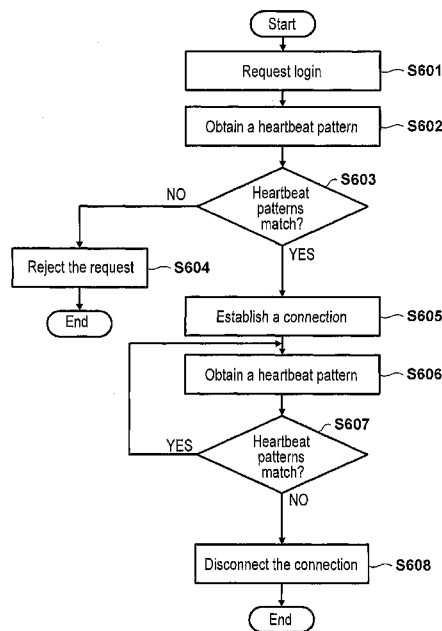 Start
Request login
S601
Obtain a heartbeat pattern
S602
S603
Heartbeat
patterns
match?
NO
YES
Reject the request
S604
End
Establish a connection
S605
Obtain a heartbeat pattern
S606
S607
Heartbeat
patterns
match?
YES
NO
Disconnect the connection
S608
End